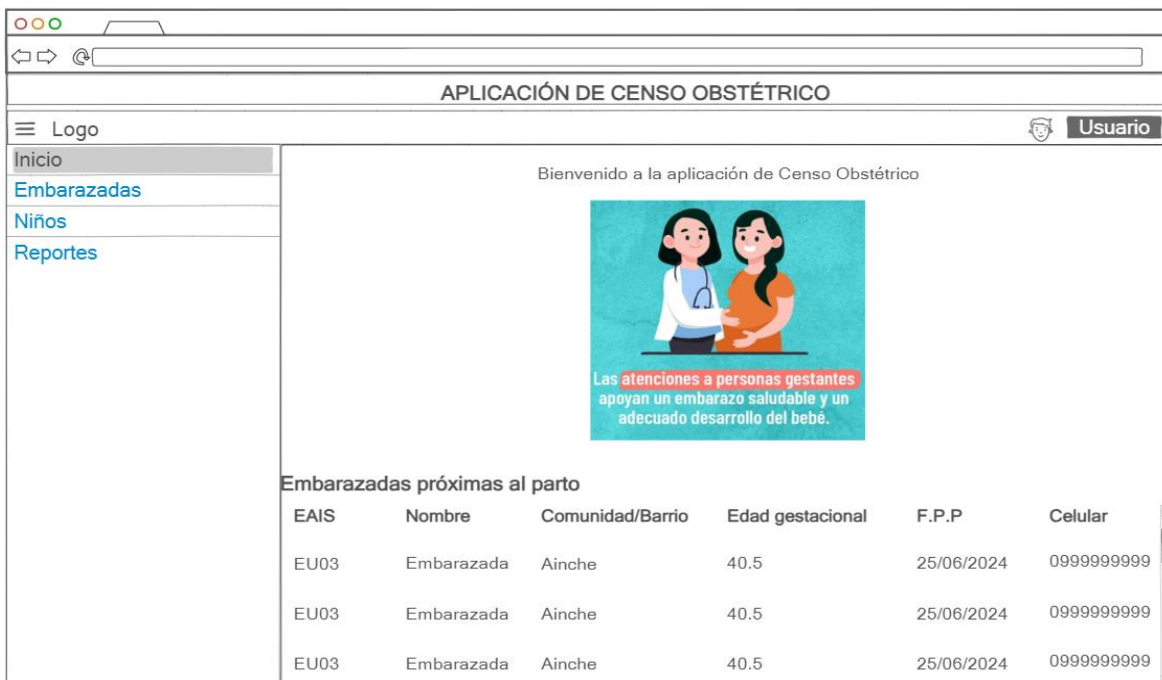 APLICACIÓN DE CENSO OBSTÉTRICO
Logo
Usuario
Inicio
Embarazadas
Niños
Reportes
Bienvenido a la aplicación de Censo Obstétrico
Las atenciones a personas gestantes
apoyan un embarazo saludable y un
adecuado desarrollo del bebé.
Embarazadas próximas al parto
EAIS Nombre Comunidad/Barrio Edad gestacional F.P.P Celular
EU03 Embarazada Ainche 40.5 25/06/2024 0999999999
EU03 Embarazada Ainche 40.5 25/06/2024 0999999999
EU03 Embarazada Ainche 40.5 25/06/2024 0999999999